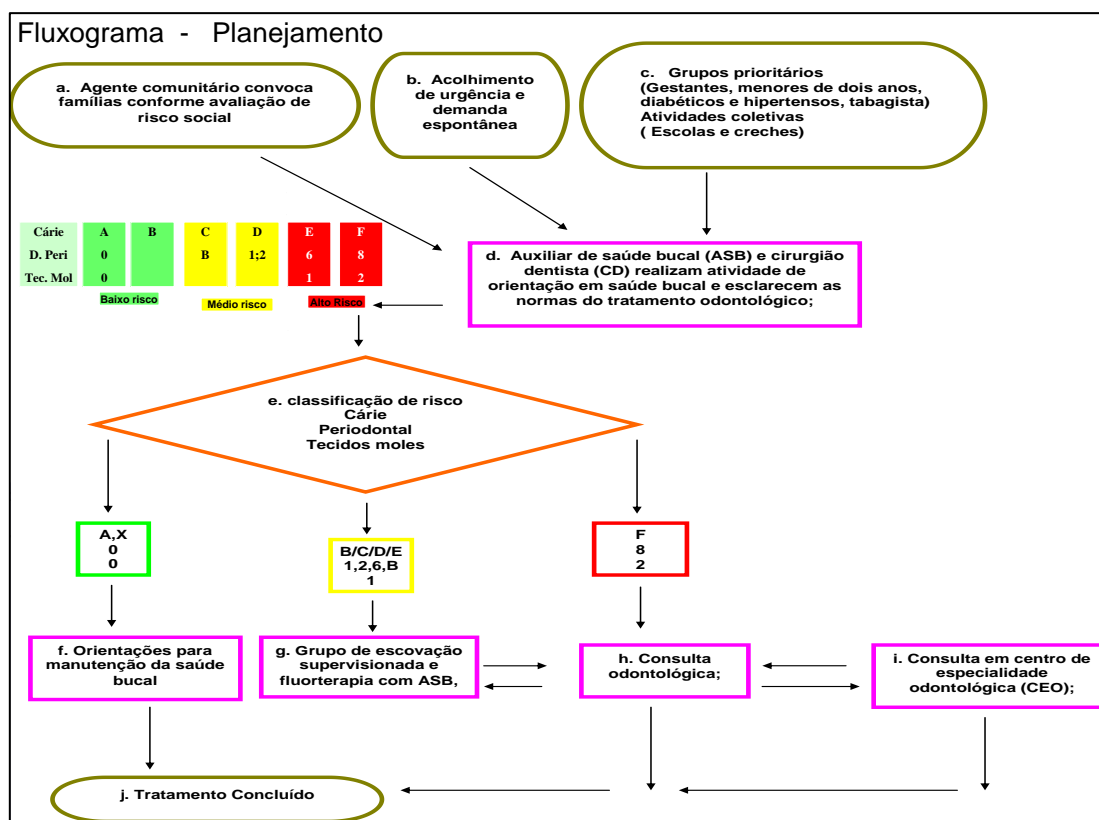 Fluxograma - Planejamento
a. Agente comunitário convoca
famílias conforme avaliação de
risco social
b. Acolhimento
de urgência e
demanda
espontânea
c. Grupos prioritários
(Gestantes, menores de dois anos,
diabéticos e hipertensos, tabagista)
Atividades coletivas
( Escolas e creches)
Cárie A B C D E F
D. Peri 0 B 1;2 6 8
Tec. Mol 0 1 2
Baixo risco
Médio risco
Alto Risco
d. Auxiliar de saúde bucal (ASB) e cirurgião
dentista (CD) realizam atividade de
orientação em saúde bucal e esclarecem as
normas do tratamento odontológico;
e. classificação de risco
Cárie
Periodontal
Tecidos moles
A,X
0
0
B/C/D/E
1,2,6,B
1
F
8
2
f. Orientações para
manutenção da saúde
bucal
g. Grupo de escovação
supervisionada e
fluorterapia com ASB,
h. Consulta
odontológica;
i. Consulta em centro de
especialidade
odontológica (CEO);
j. Tratamento Concluído